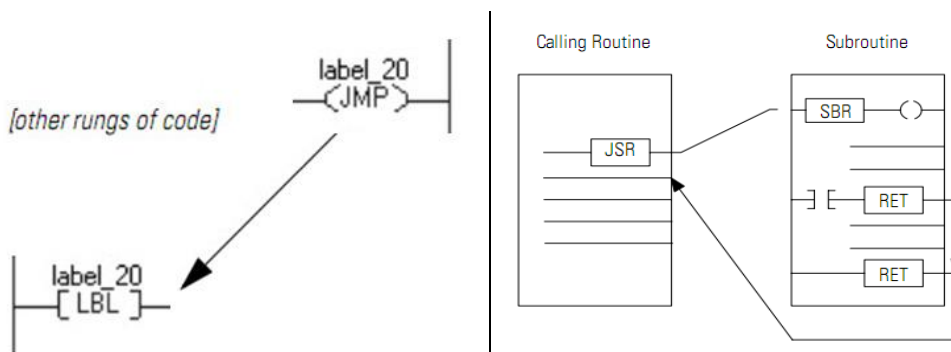 label_20
JMP
[other rungs of code]
label_20
LBL
Calling Routine
JSR
Subroutine
SBR
RET
RET